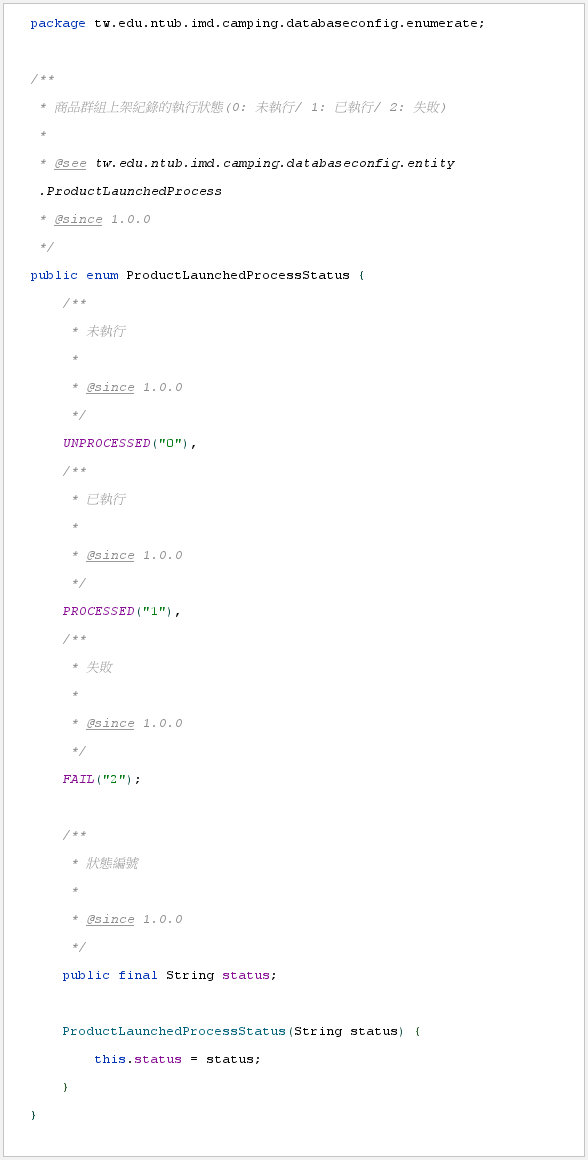 package tw.edu.ntub.imd.camping.databaseconfig.enumerate;
/**
 * 商品群組上架紀錄的執行狀態(0: 未執行/ 1: 已執行/ 2: 失敗)
 *
 * @see tw.edu.ntub.imd.camping.databaseconfig.entity
 .ProductLaunchedProcess
 * @since 1.0.0
 */
public enum ProductLaunchedProcessStatus {
    /**
     * 未執行
     *
     * @since 1.0.0
     */
    UNPROCESSED("0"),
    /**
     * 已執行
     *
     * @since 1.0.0
     */
    PROCESSED("1"),
    /**
     * 失敗
     *
     * @since 1.0.0
     */
    FAIL("2");
    /**
     * 狀態編號
     *
     * @since 1.0.0
     */
    public final String status;
    ProductLaunchedProcessStatus(String status) {
        this.status = status;
    }
}